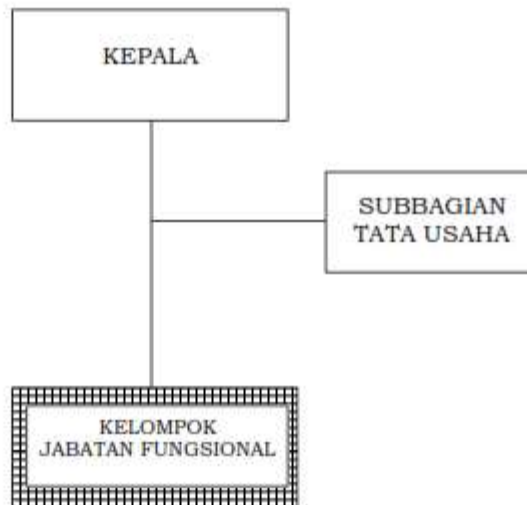 KEPALA
SUBBAGIAN
TATA USAHA
KELOMPOK
JABATAN FUNGSIONAL